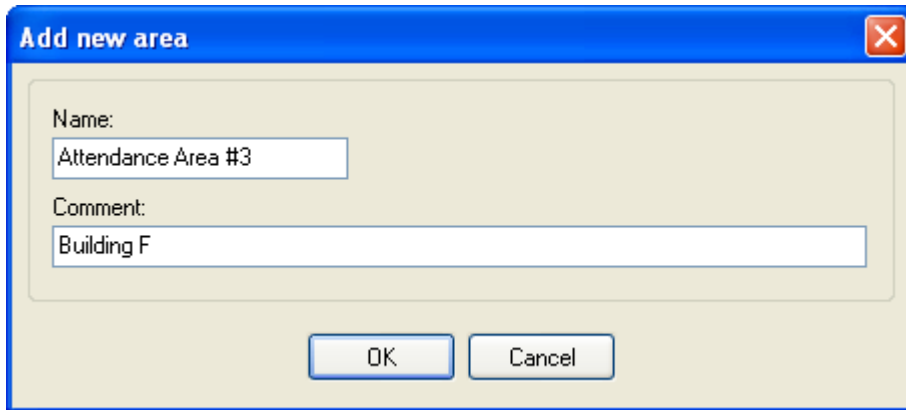 Add new area
Name:
Attendance Area #3
Comment:
Building F
OK Cancel